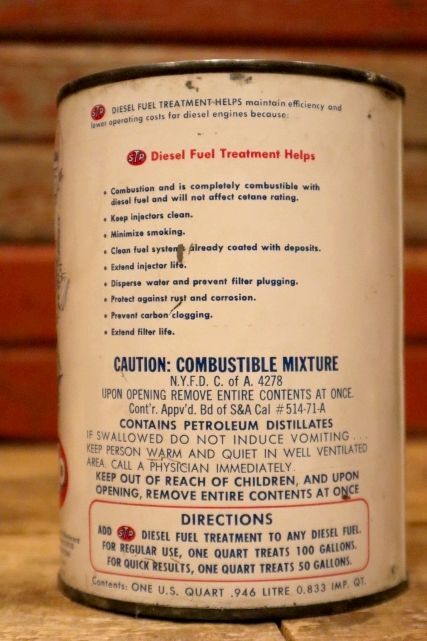 STP DIESEL FUEL TREATMENT HELPS maintain efficiency and
lower operating costs for diesel engines because:
STP Diesel Fuel Treatment Helps
• Combustion and is completely combustible with
diesel fuel and will not affect cetane rating.
• Keep injectors clean.
• Minimize smoking.
• Clean fuel systems already coated with deposits.
• Extend injector life.
• Disperse water and prevent filter plugging.
• Protect against rust and corrosion.
• Prevent carbon clogging.
• Extend filter life.
CAUTION: COMBUSTIBLE MIXTURE
N.Y.F.D. C. of A. 4278
UPON OPENING REMOVE ENTIRE CONTENTS AT ONCE.
Cont'r. Appv'd. Bd of S&A Cal #514-71-A
CONTAINS PETROLEUM DISTILLATES
IF SWALLOWED DO NOT INDUCE VOMITING...
KEEP PERSON WARM AND QUIET IN WELL VENTILATED
AREA. CALL A PHYSICIAN IMMEDIATELY.
KEEP OUT OF REACH OF CHILDREN, AND UPON
OPENING, REMOVE ENTIRE CONTENTS AT ONCE
DIRECTIONS
ADD STP DIESEL FUEL TREATMENT TO ANY DIESEL FUEL.
FOR REGULAR USE, ONE QUART TREATS 100 GALLONS.
FOR QUICK RESULTS, ONE QUART TREATS 50 GALLONS.
Contents: ONE U.S. QUART .946 LITRE 0.833 IMP. QT.